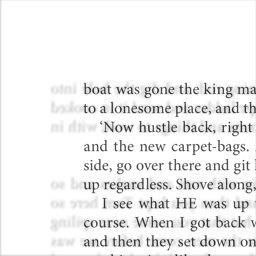 boat was gone the king ma
to a lonesome place, and th
‘Now hustle back, right
and the new carpet-bags.
side, go over there and git
up regardless. Shove along,
I see what HE was up
course. When I got back w
and then they set down on